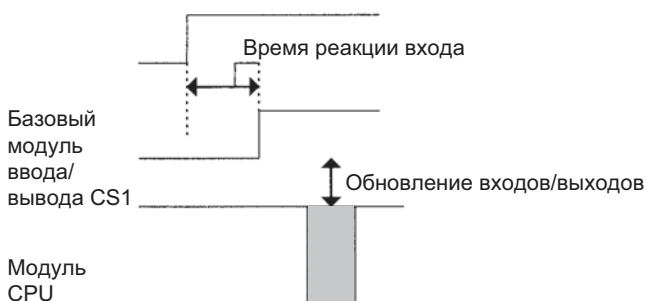 Время реакции входа
Базовый
модуль
ввода/
вывода CS1
Обновление входов/выходов
Модуль
CPU